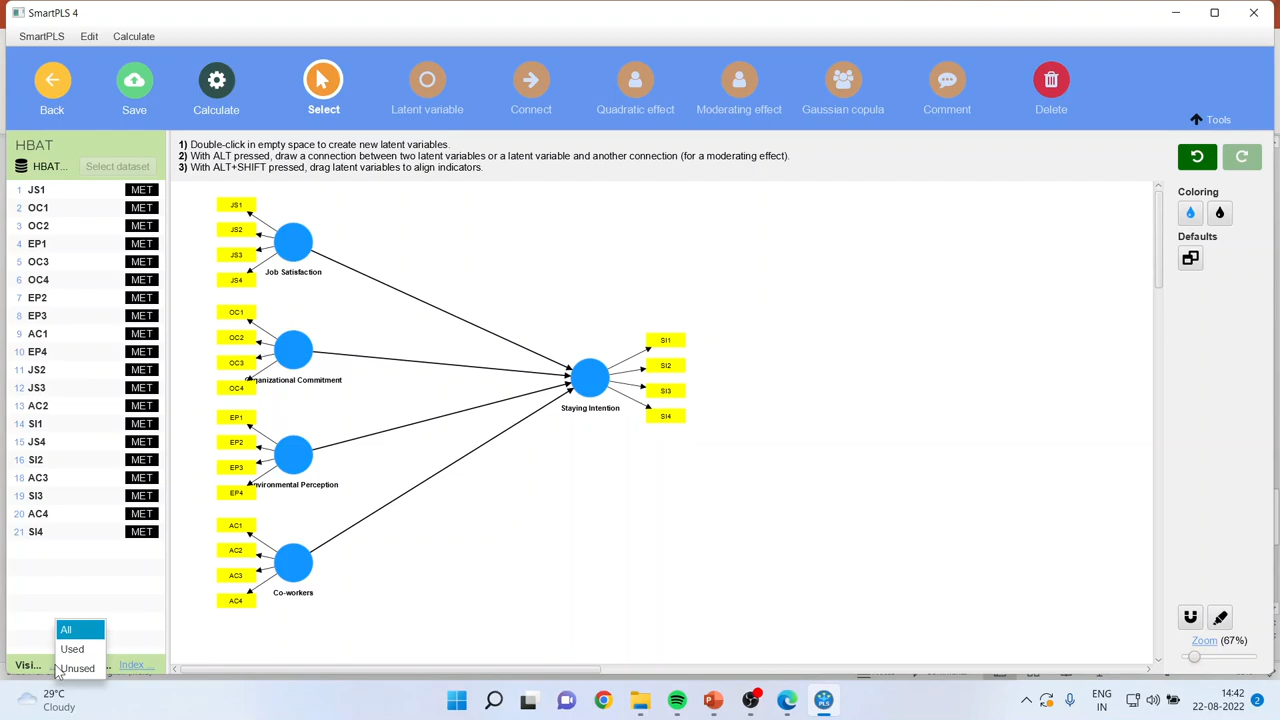 SmartPLS 4
SmartPLS Edit Calculate
Back Save Calculate Select Latent variable Connect Quadratic effect Moderating effect Gaussian copula Comment Delete
Tools
HBAT
HBAT... Select dataset
1) Double-click in empty space to create new latent variables.
2) With ALT pressed, draw a connection between two latent variables or a latent variable and another connection (for a moderating effect).
3) With ALT+SHIFT pressed, drag latent variables to align indicators.
1 JS1 MET
2 OC1 MET
3 OC2 MET
4 EP1 MET
5 OC3 MET
6 OC4 MET
7 EP2 MET
8 EP3 MET
9 AC1 MET
10 EP4 MET
11 JS2 MET
12 JS3 MET
13 AC2 MET
14 SI1 MET
15 JS4 MET
16 SI2 MET
18 AC3 MET
19 SI3 MET
20 AC4 MET
21 SI4 MET
All
Used
Unused
Visi... Index ...
JS1
JS2
JS3
JS4
Job Satisfaction
OC1
OC2
OC3
OC4
ganizational Commitment
EP1
EP2
EP3
EP4
vironmental Perception
AC1
AC2
AC3
AC4
Co-workers
SI1
SI2
SI3
SI4
Staying Intention
Coloring
Defaults
Zoom (67%)
29°C
Cloudy
PLS
ENG
IN
14:42
22-08-2022
2